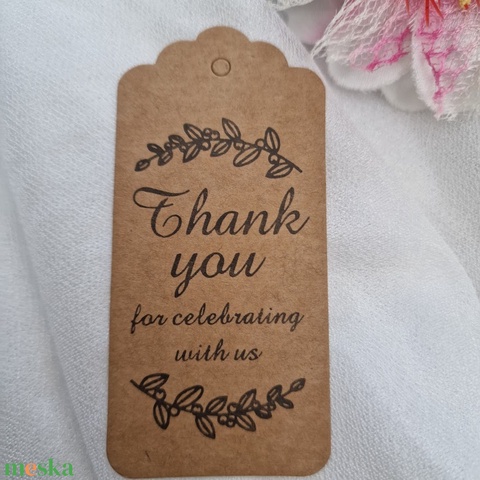 Thank
you
for celebrating
with us
meska